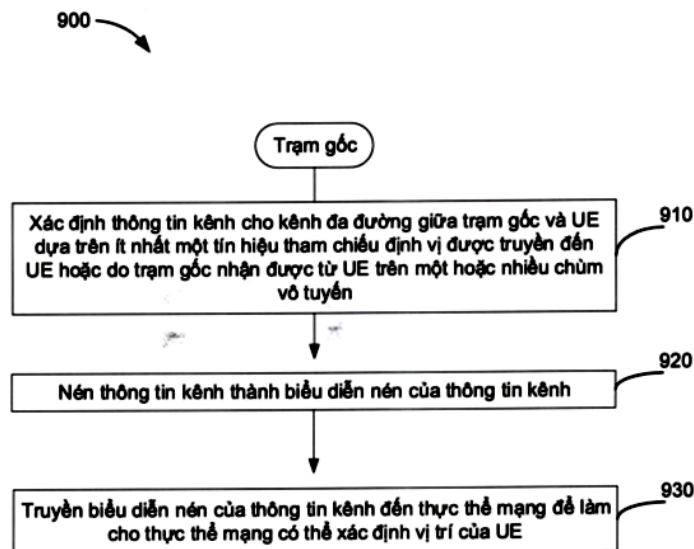 900
Trạm gốc
Xác định thông tin kênh cho kênh đa đường giữa trạm gốc và UE
dựa trên ít nhất một tín hiệu tham chiếu định vị được truyền đến
UE hoặc do trạm gốc nhận được từ UE trên một hoặc nhiều chùm
vô tuyến
910
Nén thông tin kênh thành biểu diễn nén của thông tin kênh
920
Truyền biểu diễn nén của thông tin kênh đến thực thể mạng để làm
cho thực thể mạng có thể xác định vị trí của UE
930